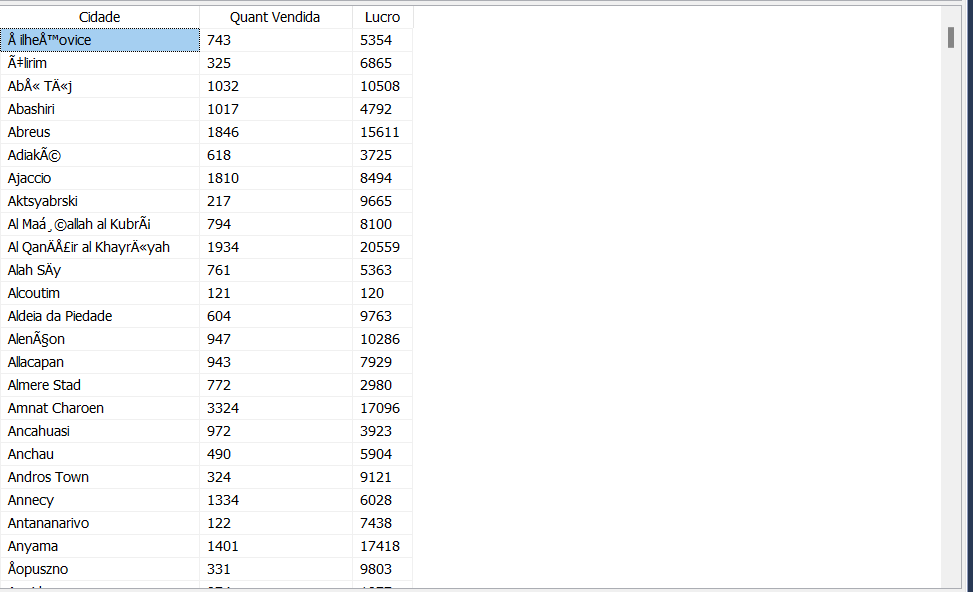 Cidade Quant Vendida Lucro
Å ilheÅ™ovice 743 5354
Ã‡lirim 325 6865
AbÅ« TÄ«j 1032 10508
Abashiri 1017 4792
Abreus 1846 15611
AdiakÃ© 618 3725
Ajaccio 1810 8494
Aktsyabrski 217 9665
Al Maá¸©allah al KubrÃ¡ 794 8100
Al QanÄÅ£ir al KhayrÄ«yah 1934 20559
Alah SÄy 761 5363
Alcoutim 121 120
Aldeia da Piedade 604 9763
AlenÃ§on 947 10286
Allacapan 943 7929
Almere Stad 772 2980
Amnat Charoen 3324 17096
Ancahuasi 972 3923
Anchau 490 5904
Andros Town 324 9121
Annecy 1334 6028
Antananarivo 122 7438
Anyama 1401 17418
Åopuszno 331 9803